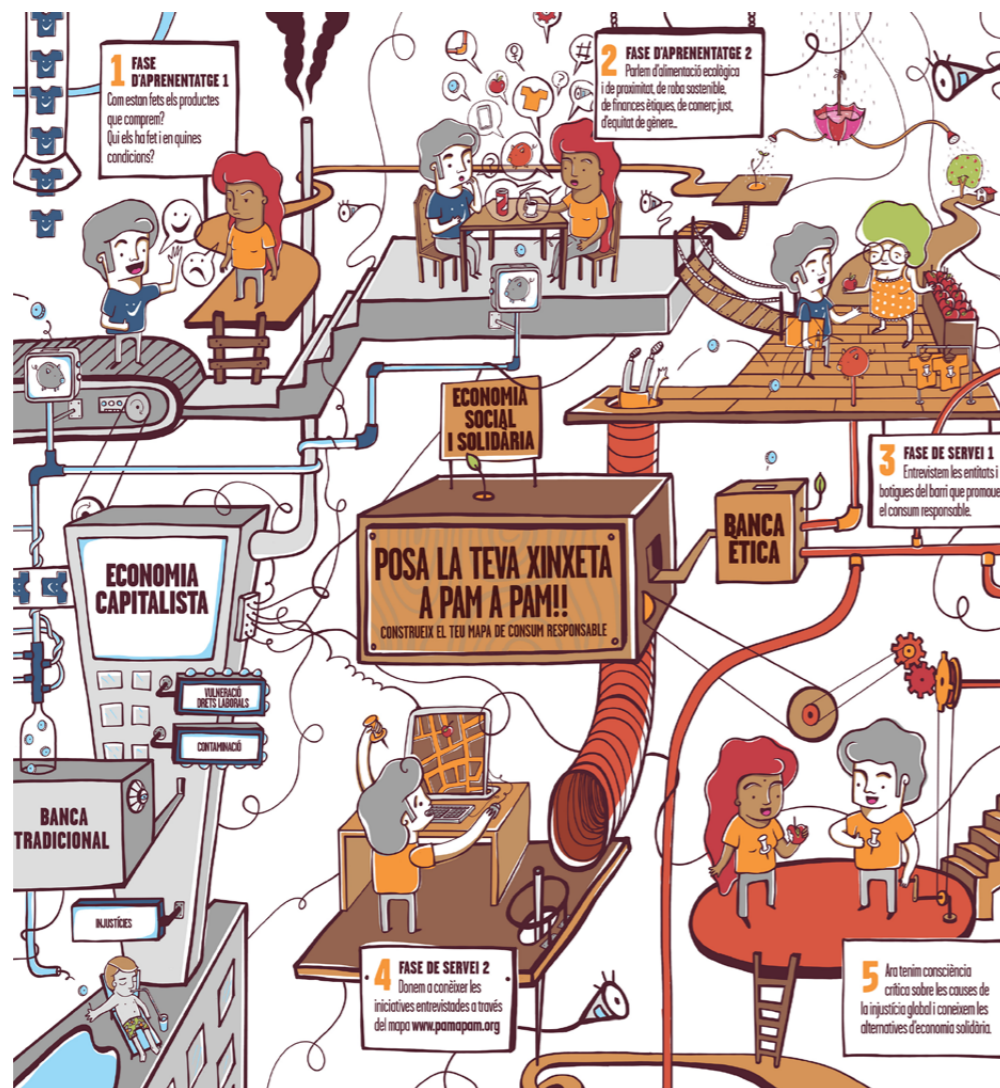 1 FASE
D'APRENENTATGE 1
Com estan fets els productes
que comprem?
Qui els ha fet i en quines
condicions?
2 FASE D'APRENENTATGE 2
Parlem d'alimentació ecològica
i de proximitat, de roba sostenible,
de finances ètiques, de comerç just,
d'equitat de gènere...
3 FASE DE SERVEI 1
Entrevistem les entitats i
botigues del barri que promoue
el consum responsable.
ECONOMIA
SOCIAL
I SOLIDÀRIA
POSA LA TEVA XINXETA
A PAM A PAM!!
CONSTRUEIX EL TEU MAPA DE CONSUM RESPONSABLE
BANCA
ÈTICA
ECONOMIA
CAPITALISTA
VULNERACIÓ
DRETS LABORALS
CONTAMINACIÓ
BANCA
TRADICIONAL
INJUSTÍCIES
4 FASE DE SERVEI 2
Donem a conèixer les
iniciatives entrevistades a través
del mapa www.pamapam.org
5 Ara tenim consciència
crítica sobre les causes de
la injustícia global i coneixem les
alternatives d'economia solidària.